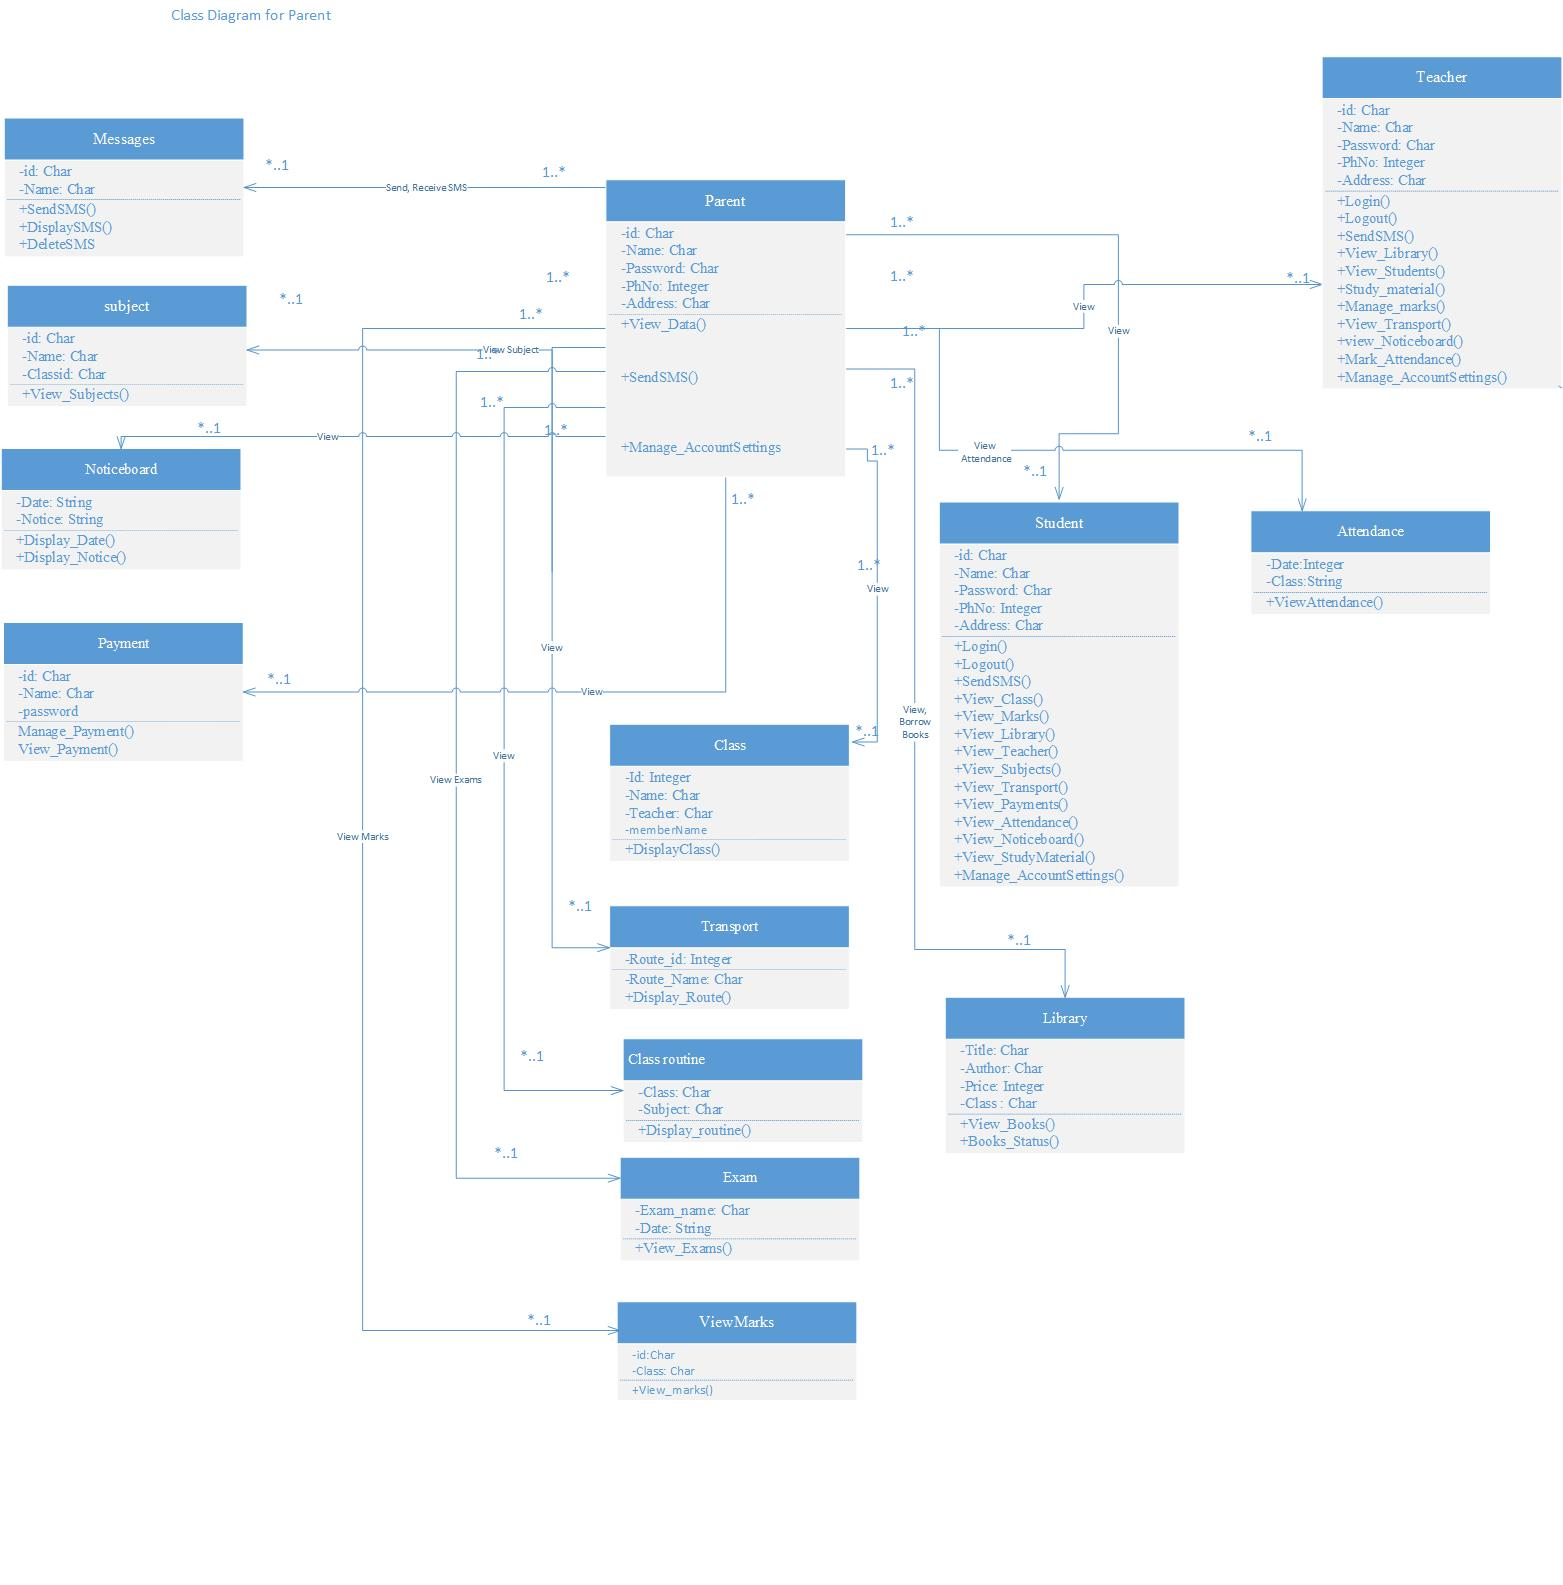 Class Diagram for Parent
Teacher
-id: Char
-Name: Char
-Password: Char
-PhNo: Integer
-Address: Char
+Login()
+Logout()
+SendSMS()
+View_Library()
+View_Students()
+Study_material()
+Manage_marks()
+View_Transport()
+view_Noticeboard()
+Mark_Attendance()
+Manage_AccountSettings()
Messages
-id: Char
-Name: Char
+SendSMS()
+DisplaySMS()
+DeleteSMS
*..1
Send, Receive SMS
1..*
Parent
-id: Char
-Name: Char
-Password: Char
-PhNo: Integer
-Address: Char
+View_Data()
+SendSMS()
+Manage_AccountSettings
1..*
1..*
*..1
View
View
1..*
1..*
subject
-id: Char
-Name: Char
-Classid: Char
+View_Subjects()
*..1
1..*
1..*
1..*
View Subject
1..*
1..*
*..1
View
Noticeboard
-Date: String
-Notice: String
+Display_Date()
+Display_Notice()
1..*
1..*
1..*
View
View
Attendance
*..1
*..1
Student
-id: Char
-Name: Char
-Password: Char
-PhNo: Integer
-Address: Char
+Login()
+Logout()
+SendSMS()
+View_Class()
+View_Marks()
+View_Library()
+View_Teacher()
+View_Subjects()
+View_Transport()
+View_Payments()
+View_Attendance()
+View_Noticeboard()
+View_StudyMaterial()
+Manage_AccountSettings()
Attendance
-Date:Integer
-Class:String
+ViewAttendance()
Payment
-id: Char
-Name: Char
-password
Manage_Payment()
View_Payment()
*..1
View
View
View,
Borrow
Books
*..1
Class
-Id: Integer
-Name: Char
-Teacher: Char
-memberName
+DisplayClass()
View
View Exams
View Marks
*..1
Transport
-Route_id: Integer
-Route_Name: Char
+Display_Route()
*..1
Library
-Title: Char
-Author: Char
-Price: Integer
-Class : Char
+View_Books()
+Books_Status()
*..1
Class routine
-Class: Char
-Subject: Char
+Display_routine()
*..1
Exam
-Exam_name: Char
-Date: String
+View_Exams()
*..1
ViewMarks
-id:Char
-Class: Char
+View_marks()